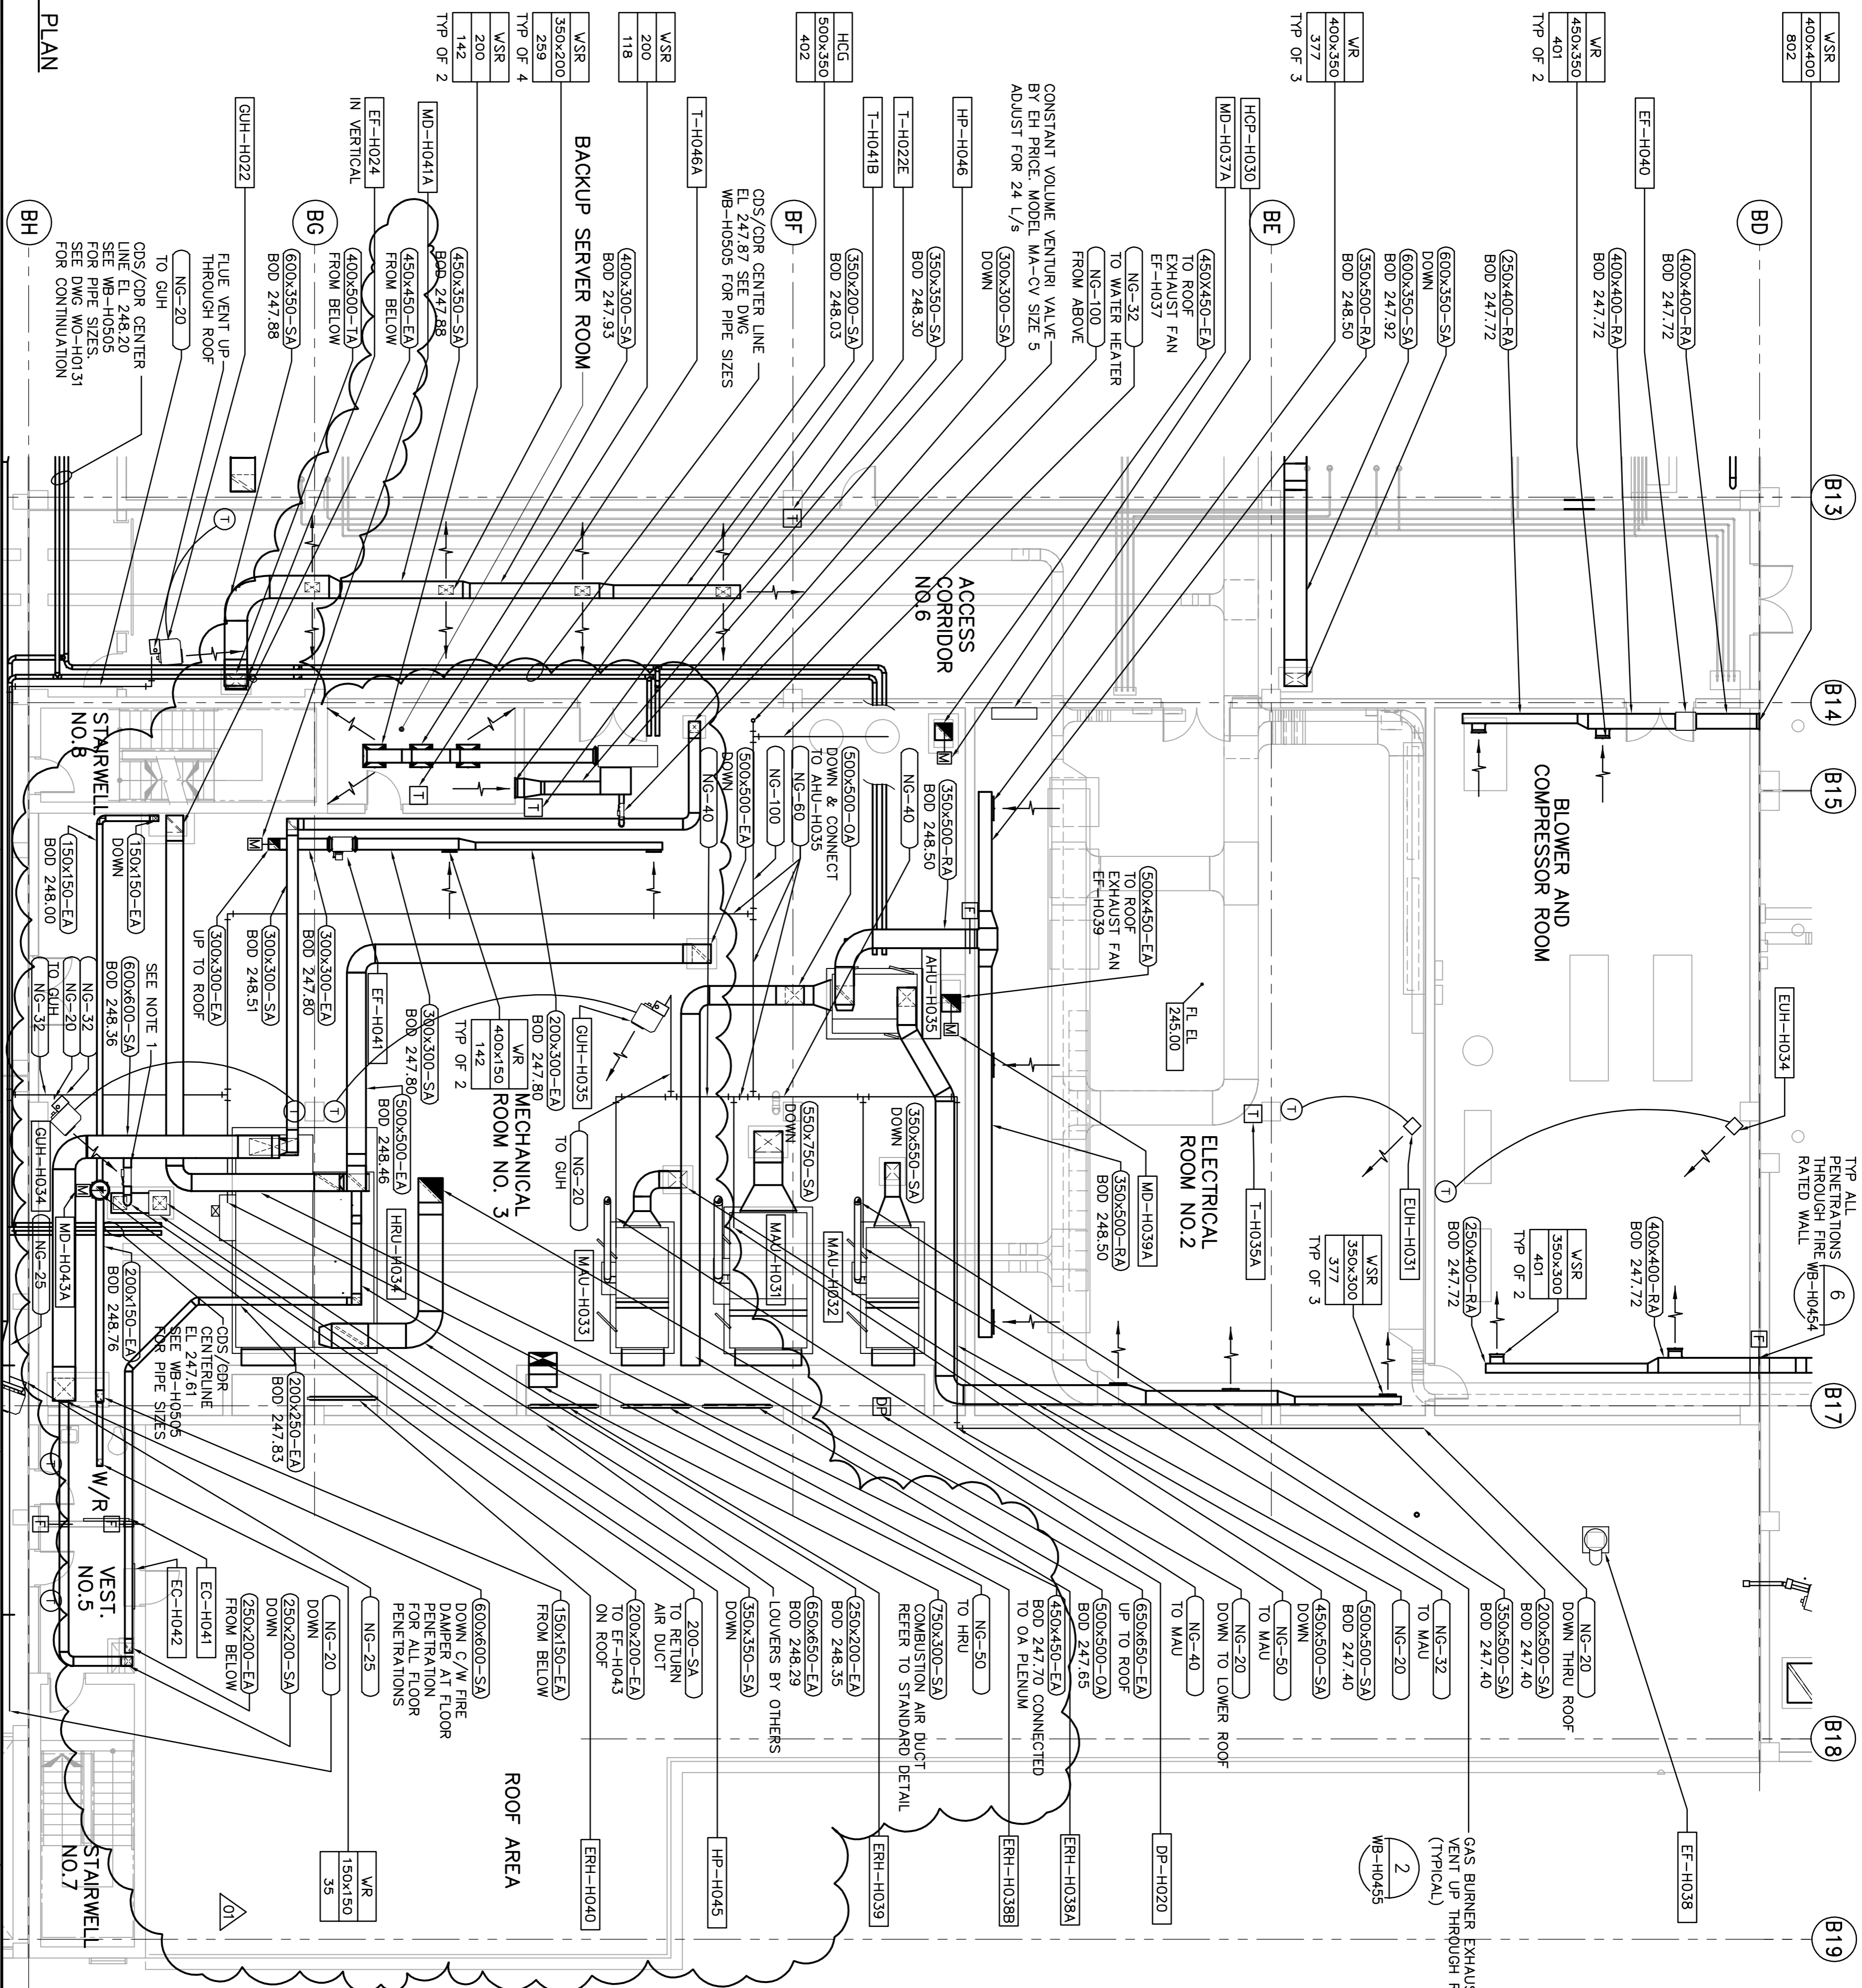 PLAN
WSR
400x400
802
WR
450x350
401
TYP OF 2
EF-H040
WR
400x350
377
TYP OF 3
HCP-H030
MD-H037A
CONSTANT VOLUME VENTURI VALVE
BY EH PRICE. MODEL MA-CV SIZE 5
ADJUST FOR 24 L/s
HP-H046
T-H022E
T-H041B
HCG
500x350
402
T-H046A
WSR
200
118
WSR
350x200
259
TYP OF 4
WSR
200
142
TYP OF 2
MD-H041A
EF-H024
IN VERTICAL
GUH-H022
BACKUP SERVER ROOM
BD
BE
BF
BG
BH
400x400-RA
BOD 247.72
400x400-RA
BOD 247.72
250x400-RA
BOD 247.72
600x350-SA
DOWN
600x350-SA
BOD 247.92
350x500-RA
BOD 248.50
450x450-EA
TO ROOF
EXHAUST FAN
EF-H037
NG-32
TO WATER HEATER
NG-100
FROM ABOVE
300x300-SA
DOWN
350x350-SA
BOD 248.30
350x200-SA
BOD 248.03
CDS/CDR CENTER LINE
EL 247.87 SEE DWG
WB-H0505 FOR PIPE SIZES
400x300-SA
BOD 247.93
450x350-SA
BOD 247.88
450x450-EA
FROM BELOW
400x500-TA
FROM BELOW
600x350-SA
BOD 247.88
FLUE VENT UP
THROUGH ROOF
NG-20
TO GUH
CDS/CDR CENTER
LINE EL 248.20
SEE WB-H0505
FOR PIPE SIZES.
SEE DWG WO-H0131
FOR CONTINUATION
B13
B14
B15
B17
B18
B19
ACCESS
CORRIDOR
NO.6
BLOWER AND
COMPRESSOR ROOM
STAIRWELL
NO.8
T
T
T
T
M
M
NG-40
500x500-EA
DOWN
NG-100
NG-60
500x500-OA
DOWN & CONNECT
TO AHU-H035
NG-40
350x500-RA
BOD 248.50
F
AHU-H035
M
500x450-EA
TO ROOF
EXHAUST FAN
EF-H039
FL EL
245.00
EUH-H034
150x150-EA
DOWN
150x150-EA
BOD 248.00
300x300-EA
BOD 247.80
300x300-SA
BOD 248.51
300x300-EA
UP TO ROOF
SEE NOTE 1
600x600-SA
BOD 248.36
NG-32
NG-20
TO GUH
NG-32
EF-H041
300x300-SA
BOD 247.80
WR
400x150
142
TYP OF 2
200x300-EA
BOD 247.80
GUH-H035
MECHANICAL
ROOM NO. 3
500x500-EA
BOD 248.46
NG-20
TO GUH
HRU-H034
GUH-H034
MD-H043A
M
NG-25
T
T
350x550-SA
DOWN
550x750-SA
DOWN
MAU-H032
MAU-H031
MAU-H033
ELECTRICAL
ROOM NO.2
MD-H039A
350x500-RA
BOD 248.50
T
T
T-H035A
EUH-H031
T
WSR
350x300
377
TYP OF 3
WSR
350x300
401
TYP OF 2
400x400-RA
BOD 247.72
250x400-RA
BOD 247.72
TYP ALL
PENETRATIONS
THROUGH FIRE
RATED WALL
6
WB-H0454
F
200x150-EA
BOD 248.76
CDS/CDR
CENTERLINE
EL 247.61
SEE WB-H0505
FOR PIPE SIZES
200x250-EA
BOD 247.83
DP
W/R
T
F
F
T
VEST.
NO.5
EC-H041
EC-H042
NG-20
DOWN THRU ROOF
200x500-SA
BOD 247.40
350x500-SA
BOD 247.40
NG-32
TO MAU
NG-20
500x500-SA
BOD 247.40
450x500-SA
DOWN
NG-50
TO MAU
NG-20
DOWN TO LOWER ROOF
NG-40
TO MAU
650x650-EA
UP TO ROOF
500x500-OA
BOD 247.65
450x450-EA
BOD 247.70 CONNECTED
TO OA PLENUM
NG-50
TO HRU
750x300-SA
COMBUSTION AIR DUCT
REFER TO STANDARD DETAIL
250x200-EA
BOD 248.35
650x650-EA
BOD 248.29
LOUVERS BY OTHERS
350x350-SA
DOWN
200-SA
TO RETURN
AIR DUCT
200x200-EA
TO EF-H043
ON ROOF
150x150-EA
FROM BELOW
600x600-SA
DOWN C/W FIRE
DAMPER AT FLOOR
PENETRATION
FOR ALL FLOOR
PENETRATIONS
NG-25
NG-20
DOWN
250x200-SA
DOWN
250x200-EA
FROM BELOW
ROOF AREA
EF-H038
GAS BURNER EXHAUS
VENT UP THROUGH R
(TYPICAL)
2
WB-H0455
DP-H020
ERH-H038A
ERH-H038B
ERH-H039
HP-H045
ERH-H040
WR
150x150
35
01
STAIRWELL
NO.7